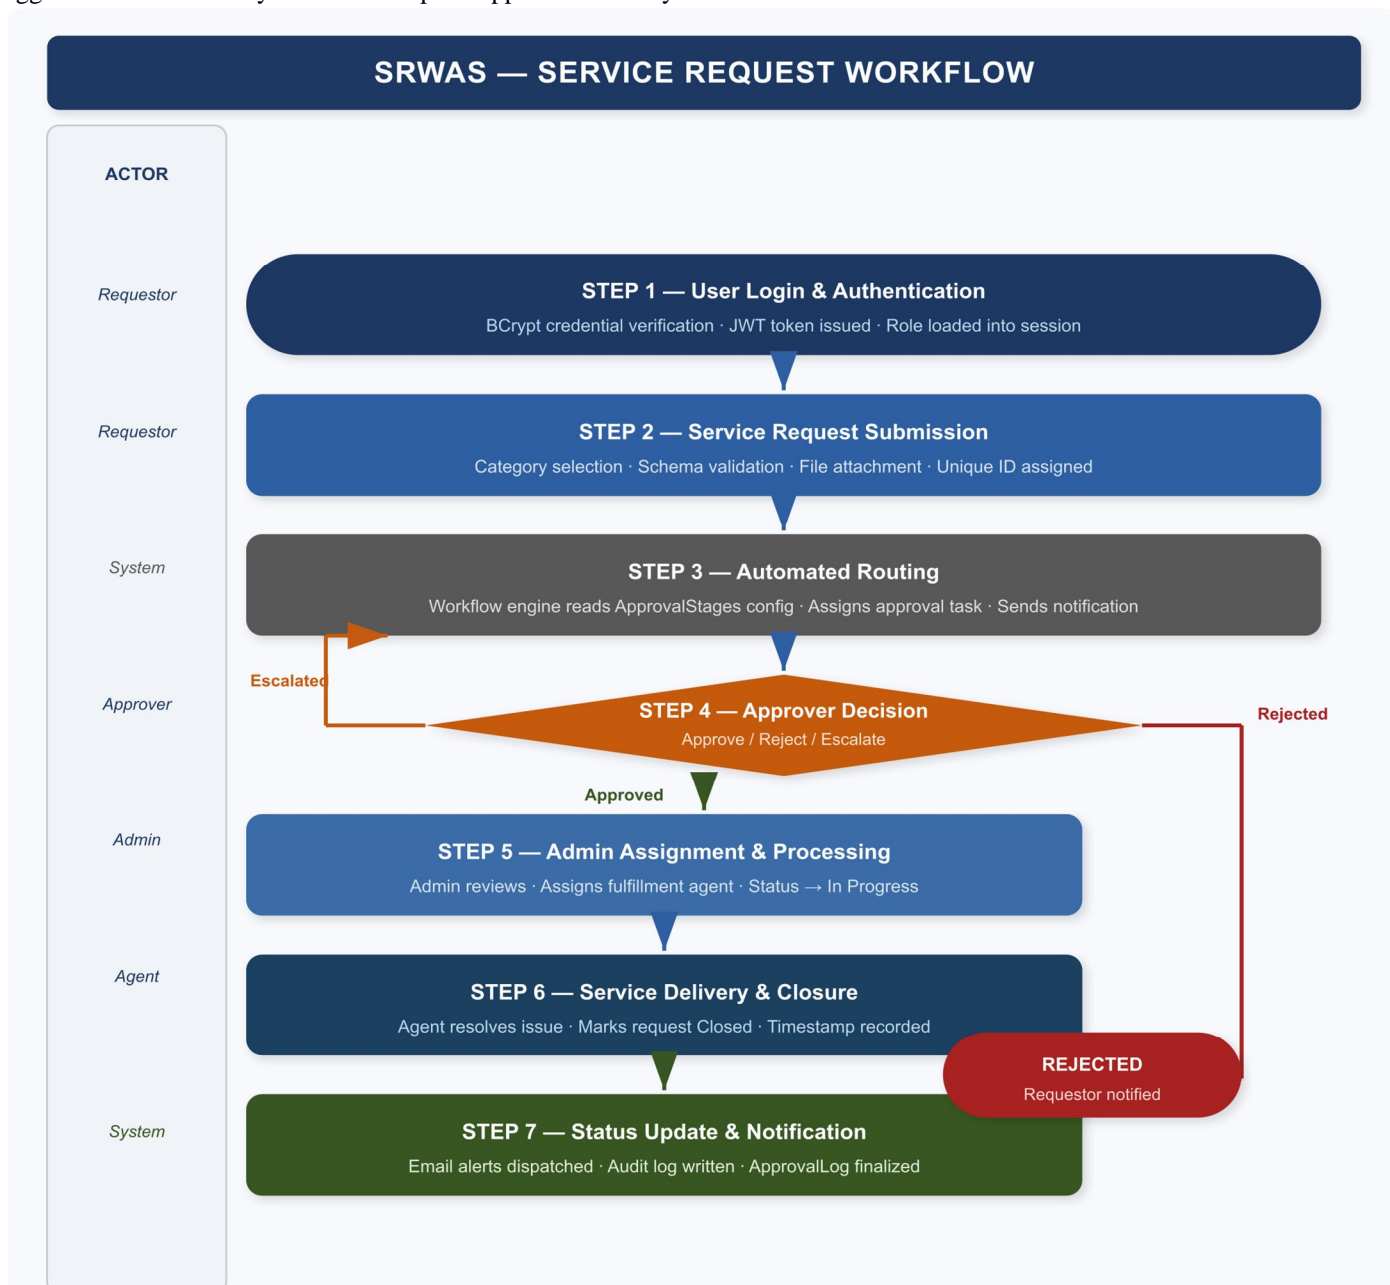 SRWAS — SERVICE REQUEST WORKFLOW
ACTOR
Requestor
STEP 1 — User Login & Authentication
BCrypt credential verification · JWT token issued · Role loaded into session
Requestor
STEP 2 — Service Request Submission
Category selection · Schema validation · File attachment · Unique ID assigned
System
STEP 3 — Automated Routing
Workflow engine reads ApprovalStages config · Assigns approval task · Sends notification
Escalated
Approver
STEP 4 — Approver Decision
Approve / Reject / Escalate
Rejected
Approved
Admin
STEP 5 — Admin Assignment & Processing
Admin reviews · Assigns fulfillment agent · Status → In Progress
Agent
STEP 6 — Service Delivery & Closure
Agent resolves issue · Marks request Closed · Timestamp recorded
REJECTED
Requestor notified
System
STEP 7 — Status Update & Notification
Email alerts dispatched · Audit log written · ApprovalLog finalized